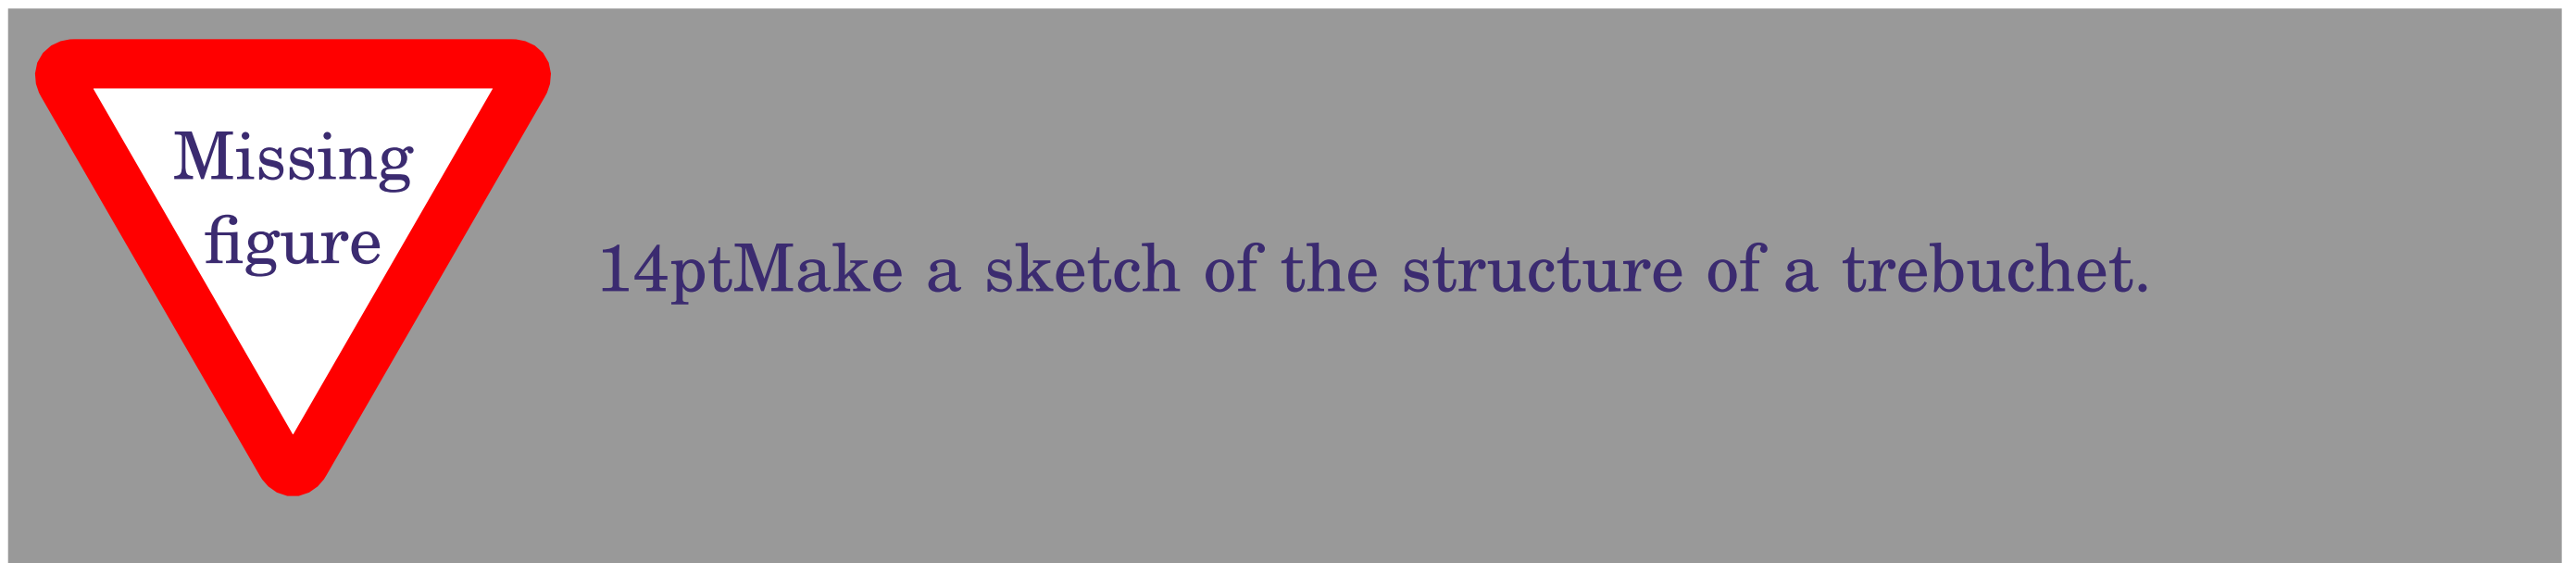 Missing
figure
14ptMake a sketch of the structure of a trebuchet.